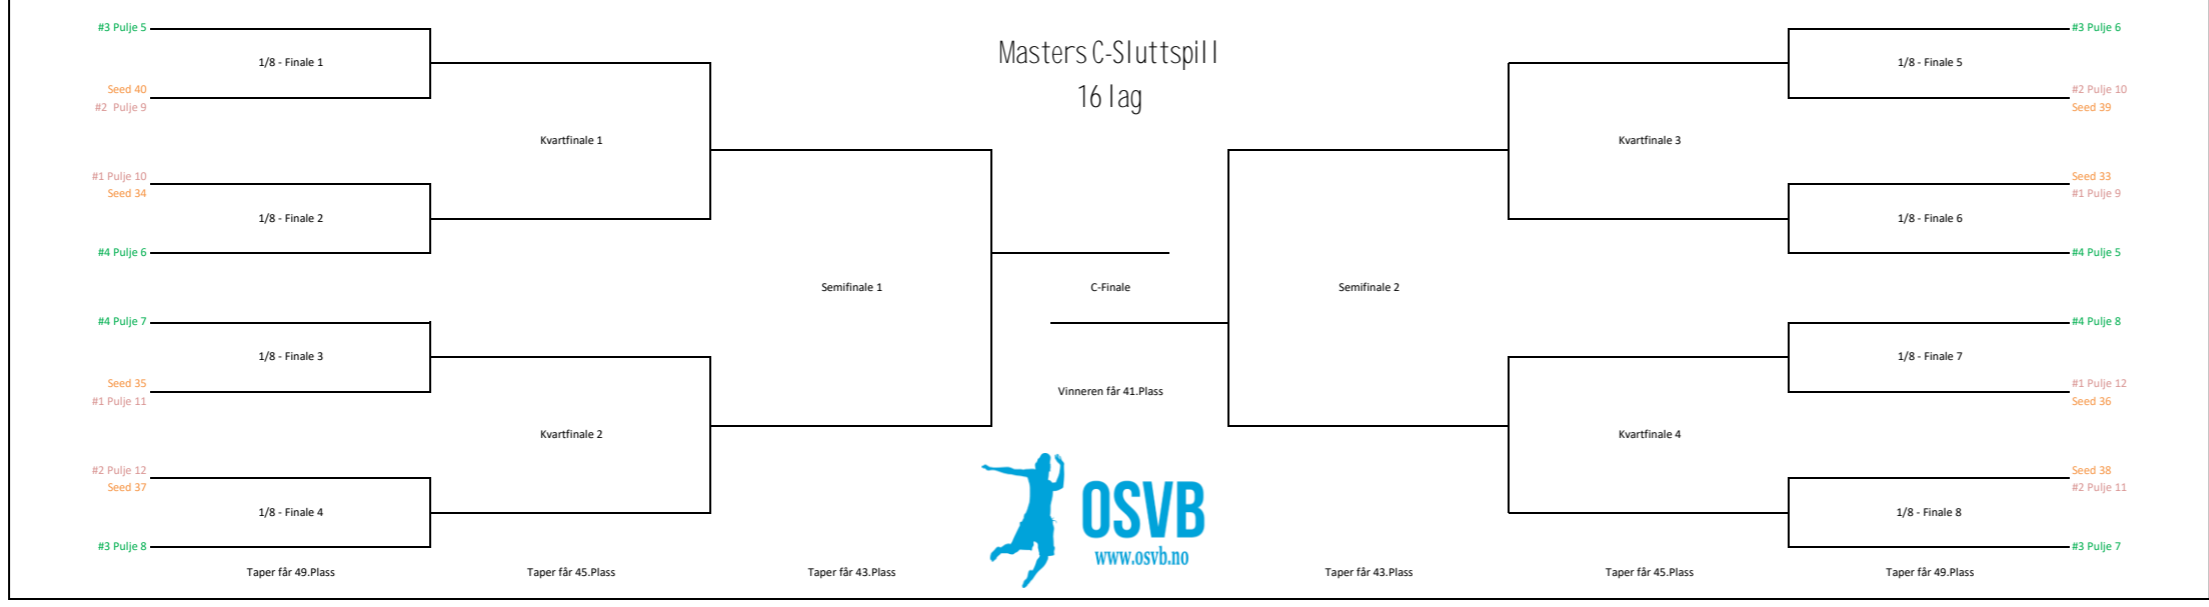 Masters C-Sluttspill
16 lag
#3 Pulje 5
1/8 - Finale 1
Seed 40
#2 Pulje 9
Kvartfinale 1
#1 Pulje 10
Seed 34
1/8 - Finale 2
#4 Pulje 6
Semifinale 1
#4 Pulje 7
1/8 - Finale 3
Seed 35
#1 Pulje 11
Kvartfinale 2
#2 Pulje 12
Seed 37
1/8 - Finale 4
#3 Pulje 8
Taper får 49.Plass
Taper får 45.Plass
Taper får 43.Plass
C-Finale
Vinneren får 41.Plass
OSVB
www.osvb.no
#3 Pulje 6
1/8 - Finale 5
#2 Pulje 10
Seed 39
Kvartfinale 3
Seed 33
#1 Pulje 9
1/8 - Finale 6
#4 Pulje 5
Semifinale 2
#4 Pulje 8
1/8 - Finale 7
#1 Pulje 12
Seed 36
Kvartfinale 4
Seed 38
#2 Pulje 11
1/8 - Finale 8
#3 Pulje 7
Taper får 43.Plass
Taper får 45.Plass
Taper får 49.Plass